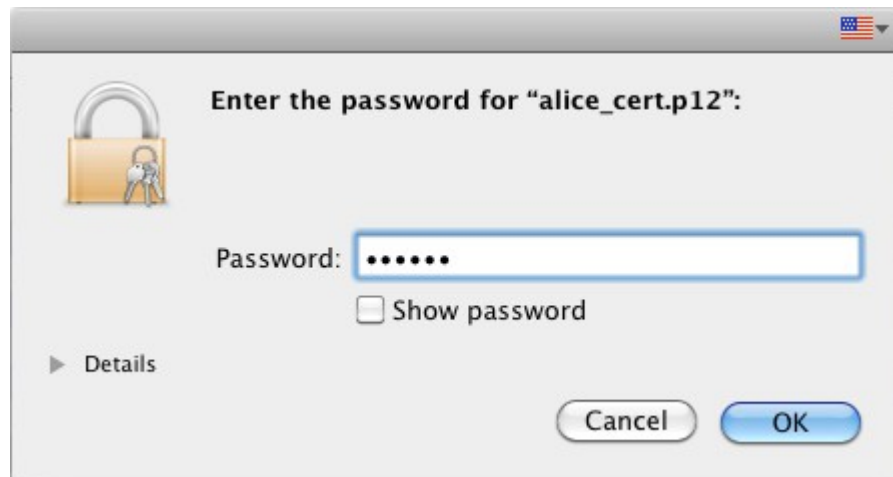 Enter the password for “alice_cert.p12”:
Password: ••••••
Show password
Details
Cancel OK